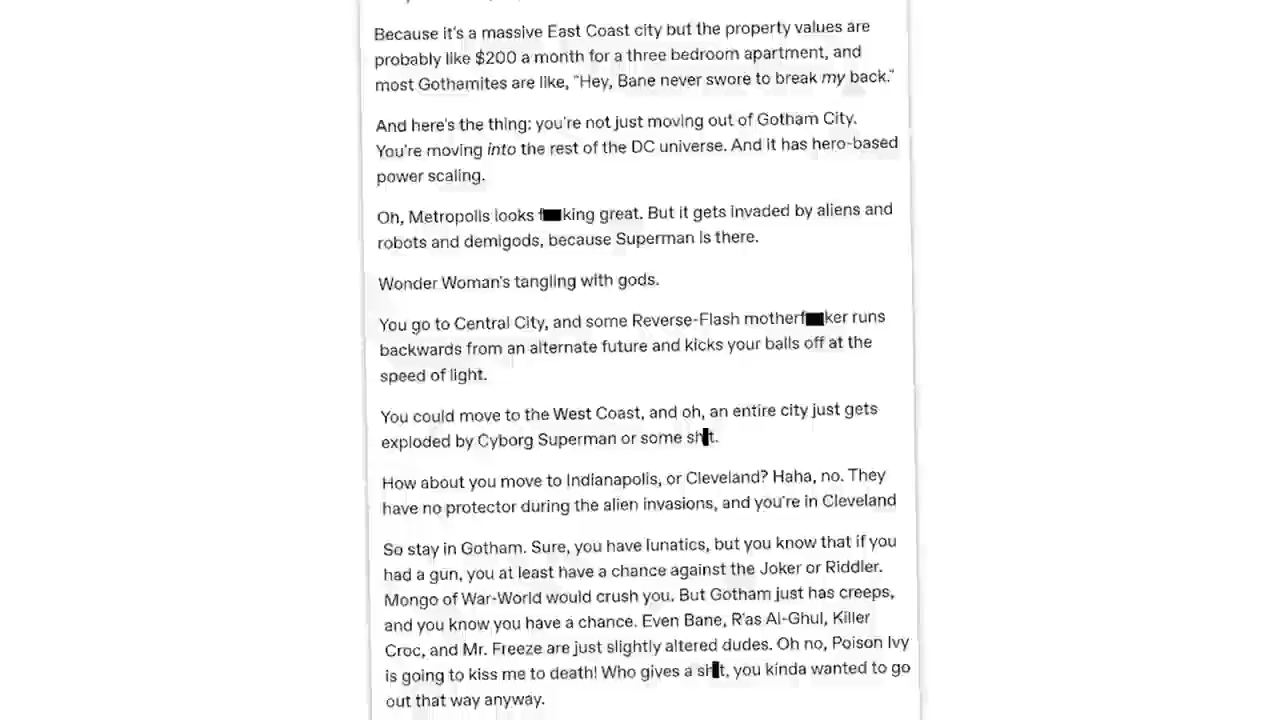 Because it's a massive East Coast city but the property values are
probably like $200 a month for a three bedroom apartment, and
most Gothamites are like, "Hey, Bane never swore to break my back."
And here's the thing: you're not just moving out of Gotham City.
You're moving into the rest of the DC universe. And it has hero-based
power scaling.
Oh, Metropolis looks f██king great. But it gets invaded by aliens and
robots and demigods, because Superman is there.
Wonder Woman's tangling with gods.
You go to Central City, and some Reverse-Flash motherf██ker runs
backwards from an alternate future and kicks your balls off at the
speed of light.
You could move to the West Coast, and oh, an entire city just gets
exploded by Cyborg Superman or some sh█t.
How about you move to Indianapolis, or Cleveland? Haha, no. They
have no protector during the alien invasions, and you're in Cleveland
So stay in Gotham. Sure, you have lunatics, but you know that if you
had a gun, you at least have a chance against the Joker or Riddler.
Mongo of War-World would crush you. But Gotham just has creeps,
and you know you have a chance. Even Bane, R'as Al-Ghul, Killer
Croc, and Mr. Freeze are just slightly altered dudes. Oh no, Poison Ivy
is going to kiss me to death! Who gives a sh█t, you kinda wanted to go
out that way anyway.